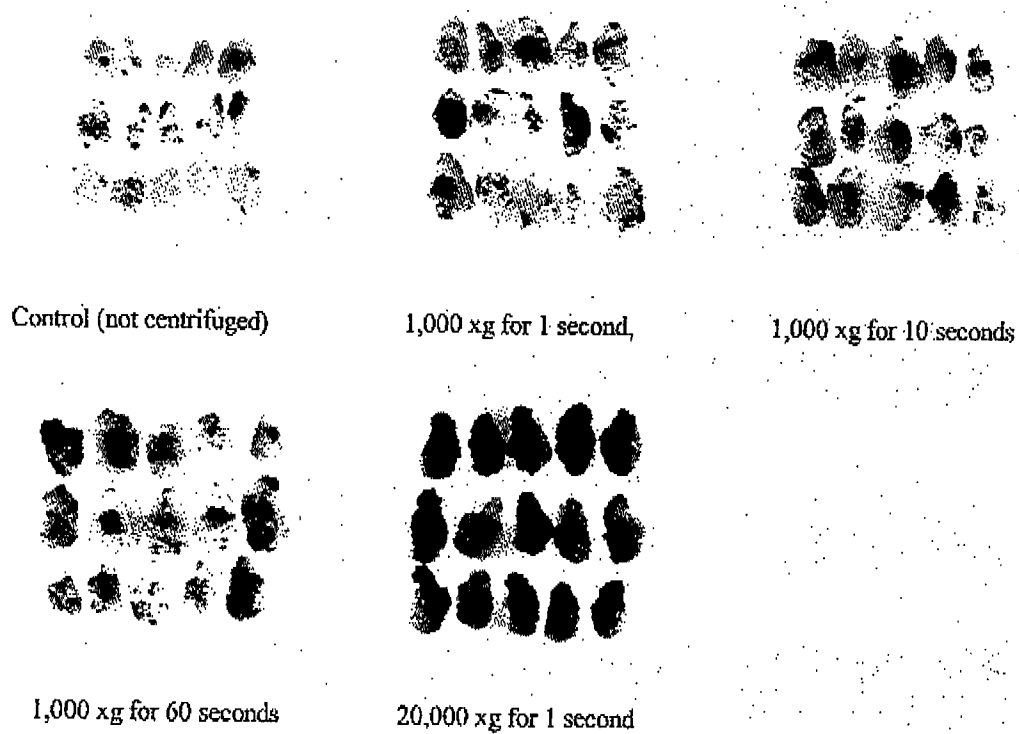 Control (not centrifuged)
1,000 xg for 1 second,
1,000 xg for 10 seconds
1,000 xg for 60 seconds
20,000 xg for 1 second